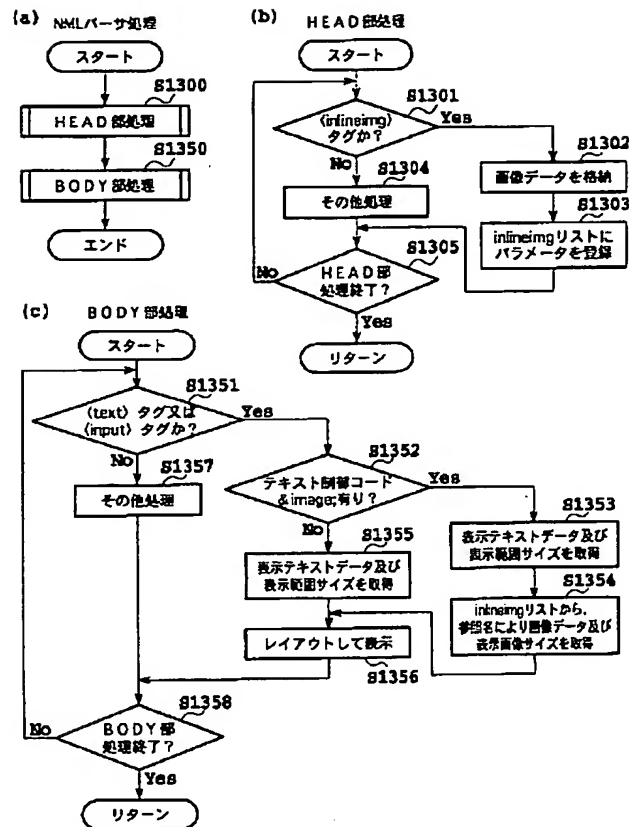 (a) NMLパーサ処理
スタート
S1300
HEAD部処理
S1350
BODY部処理
エンド
(b) HEAD部処理
スタート
S1301
〈inlineimg〉
タグか?
Yes
No
S1302
画像データを格納
S1303
inlineimgリストに
パラメータを登録
S1304
その他処理
S1305
HEAD部
処理終了?
No
Yes
リターン
(c) BODY部処理
スタート
S1351
〈text〉タグ又は
〈input〉タグか?
Yes
No
S1352
テキスト制御コード
&image;有り?
Yes
No
S1357
その他処理
S1353
表示テキストデータ及び
表示範囲サイズを取得
S1355
表示テキストデータ及び
表示範囲サイズを取得
S1354
inlineimgリストから、
参照名により画像データ及び
表示画像サイズを取得
レイアウトして表示
S1356
S1358
BODY部
処理終了?
No
Yes
リターン